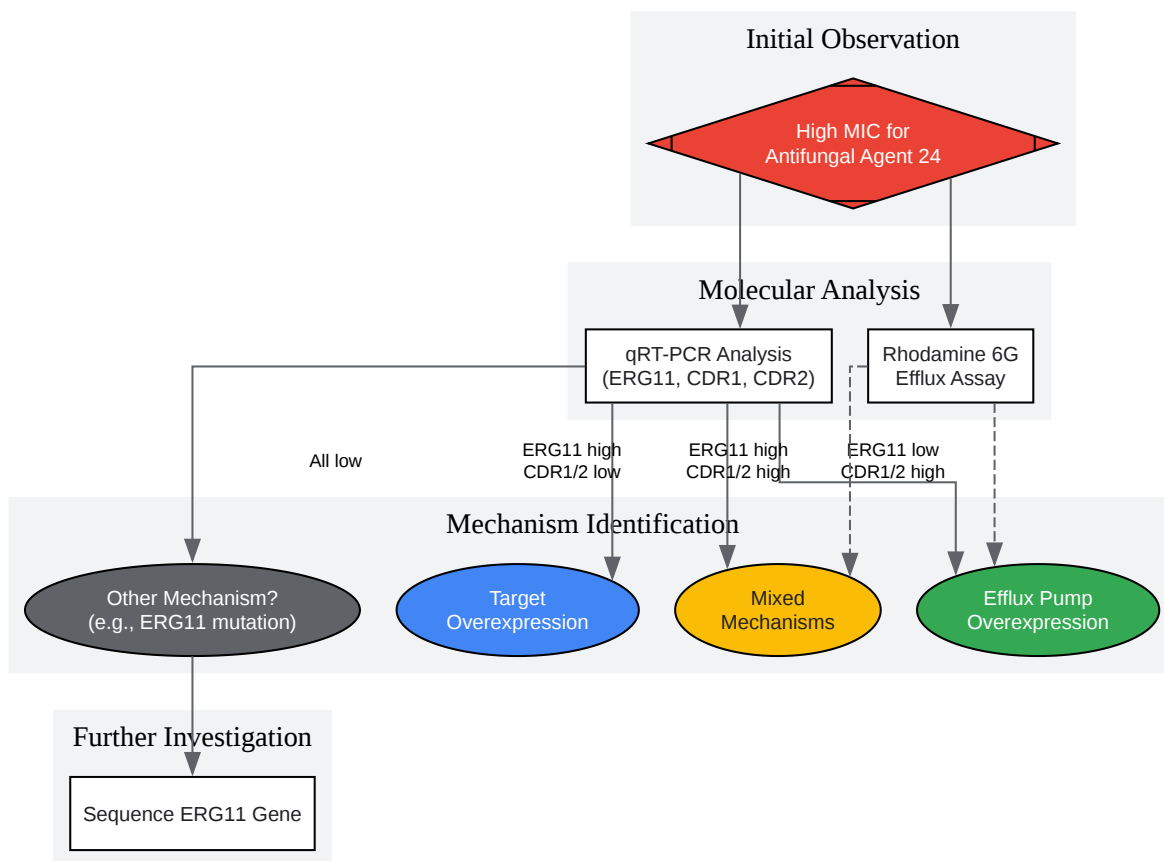 Initial Observation
High MIC for
Antifungal Agent 24
Molecular Analysis
qRT-PCR Analysis
(ERG11, CDR1, CDR2)
Rhodamine 6G
Efflux Assay
All low
ERG11 high
CDR1/2 low
ERG11 high
CDR1/2 high
ERG11 low
CDR1/2 high
Mechanism Identification
Other Mechanism?
(e.g., ERG11 mutation)
Target
Overexpression
Mixed
Mechanisms
Efflux Pump
Overexpression
Further Investigation
Sequence ERG11 Gene